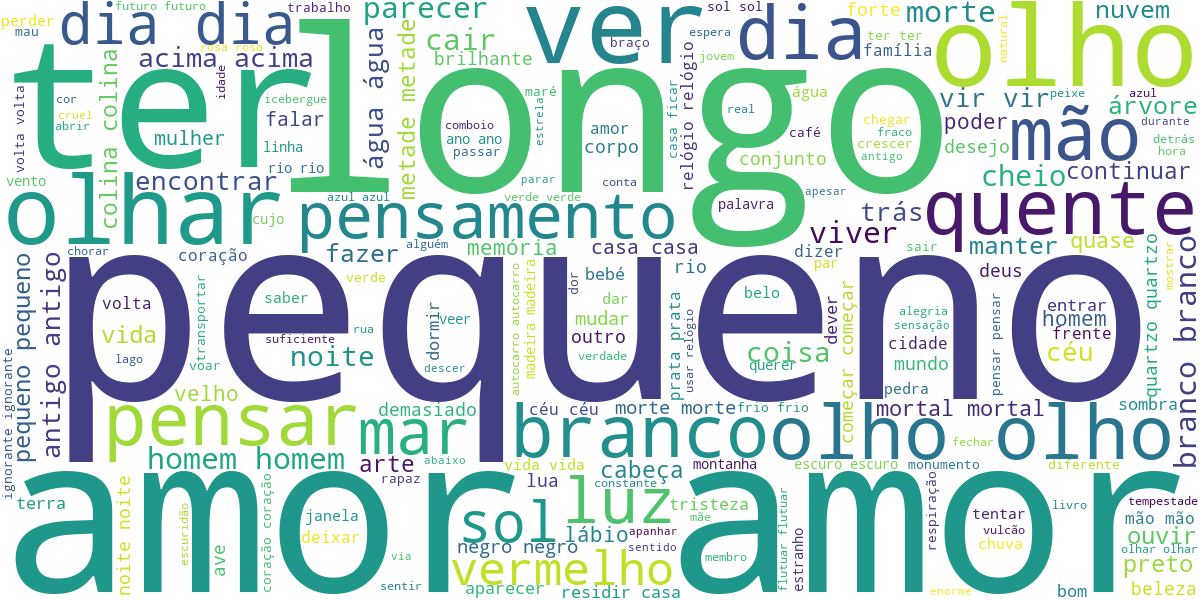 futuro futuro
trabalho
parecer
sol sol
forte
morte
nuvem
perder
mau
dia dia
ver
dia
olho
rosa rosa
cair
braço
espera
ter ter
família
natural
colina colina
acima acima
brilhante
jovem
ter
longo
idade
icebergue
água água
metade metade
maré
estrela
real
água
relógio relógio
vir vir
azul
peixe
árvore
volta volta
cor
cruel
abrir
falar
comboio
ano ano
passar
amor
corpo
casa ficar
café
chegar
fraco
crescer
antigo
poder
desejo
mão
durante
detrás
hora
mulher
linha
rio rio
conjunto
vento
encontrar
parar
conta
apesar
cheio
continuar
olhar
cujo
azul azul
verde verde
pensamento
palavra
trás
quente
viver
chorar
coração
fazer
alguém
memória
casa casa
dizer
sair
manter
quase
par
pequeno pequeno
antigo antigo
verde
dor
bebé
rio
deus
mostrar
pequeno
transportar
saber
dar
belo
alegria
entrar
branco branco
quartzo quartzo
volta
vida
suficiente
rua
dormir
veer
autocarro autocarro
madeira madeira
mudar
outro
prata prata
usar relógio
dever
sensação
cidade
pensar pensar
homem
frente
lago
voar
noite
descer
verdade
coisa
querer
começar começar
mundo
céu
ignorante ignorante
velho
pedra
pensar
demasiado
mar
céu céu
morte morte
frio frio
mortal mortal
sombra
branco
olho olho
fechar
homem homem
arte
rapaz
abaixo
vida vida
cabeça
montanha
escuro escuro
monumento
diferente
lua
constante
amor amor
terra
noite noite
escuridão
ave
coração coração
janela
deixar
sol
luz
tristeza
mãe
flutuar flutuar
estranho
respiração
tentar
vulcão
chuva
livro
tempestade
mão mão
ouvir
olhar olhar
preto
lábio
apanhar
sentido
negro negro
via
vermelho
membro
sentir
aparecer
residir casa
enorme
bom
beleza